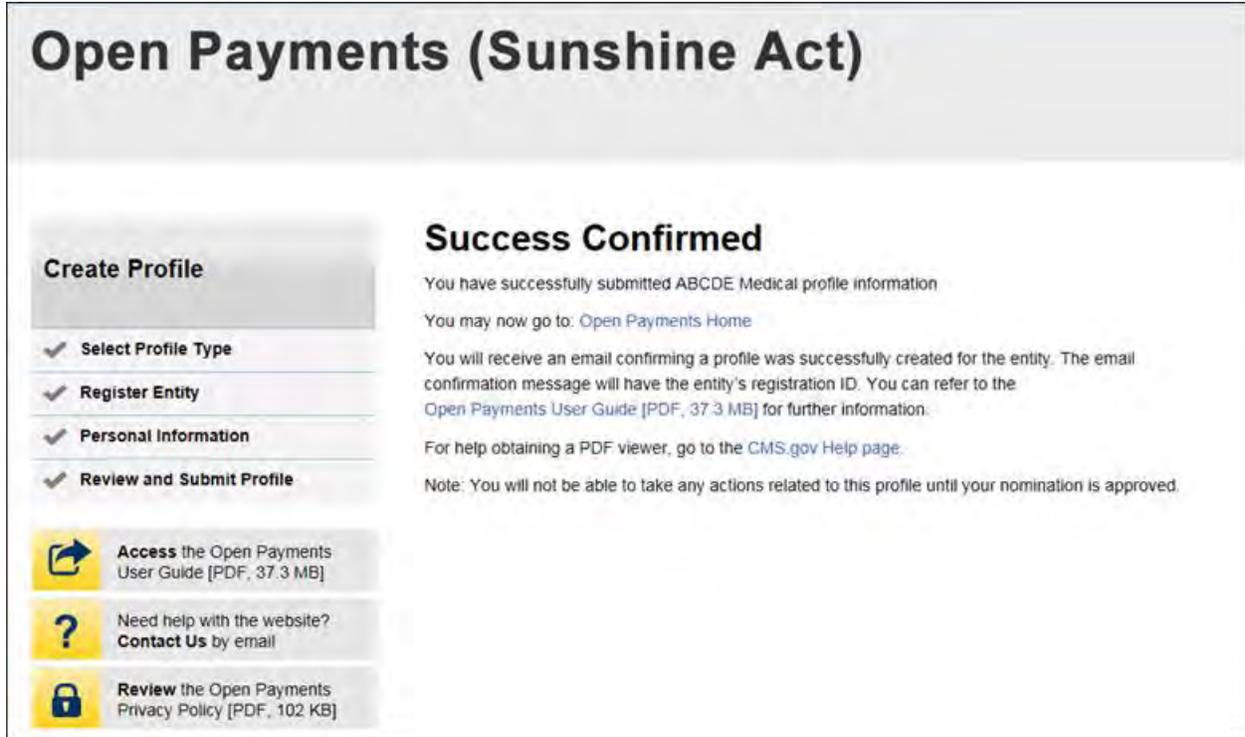 Open Payments (Sunshine Act)
Create Profile
Select Profile Type
Register Entity
Personal Information
Review and Submit Profile
Access the Open Payments
User Guide [PDF, 37.3 MB]
?
Need help with the website?
Contact Us by email
Review the Open Payments
Privacy Policy [PDF, 102 KB]
Success Confirmed
You have successfully submitted ABCDE Medical profile information
You may now go to: Open Payments Home
You will receive an email confirming a profile was successfully created for the entity. The email
confirmation message will have the entity's registration ID. You can refer to the
Open Payments User Guide [PDF, 37.3 MB] for further information.
For help obtaining a PDF viewer, go to the CMS.gov Help page.
Note: You will not be able to take any actions related to this profile until your nomination is approved.